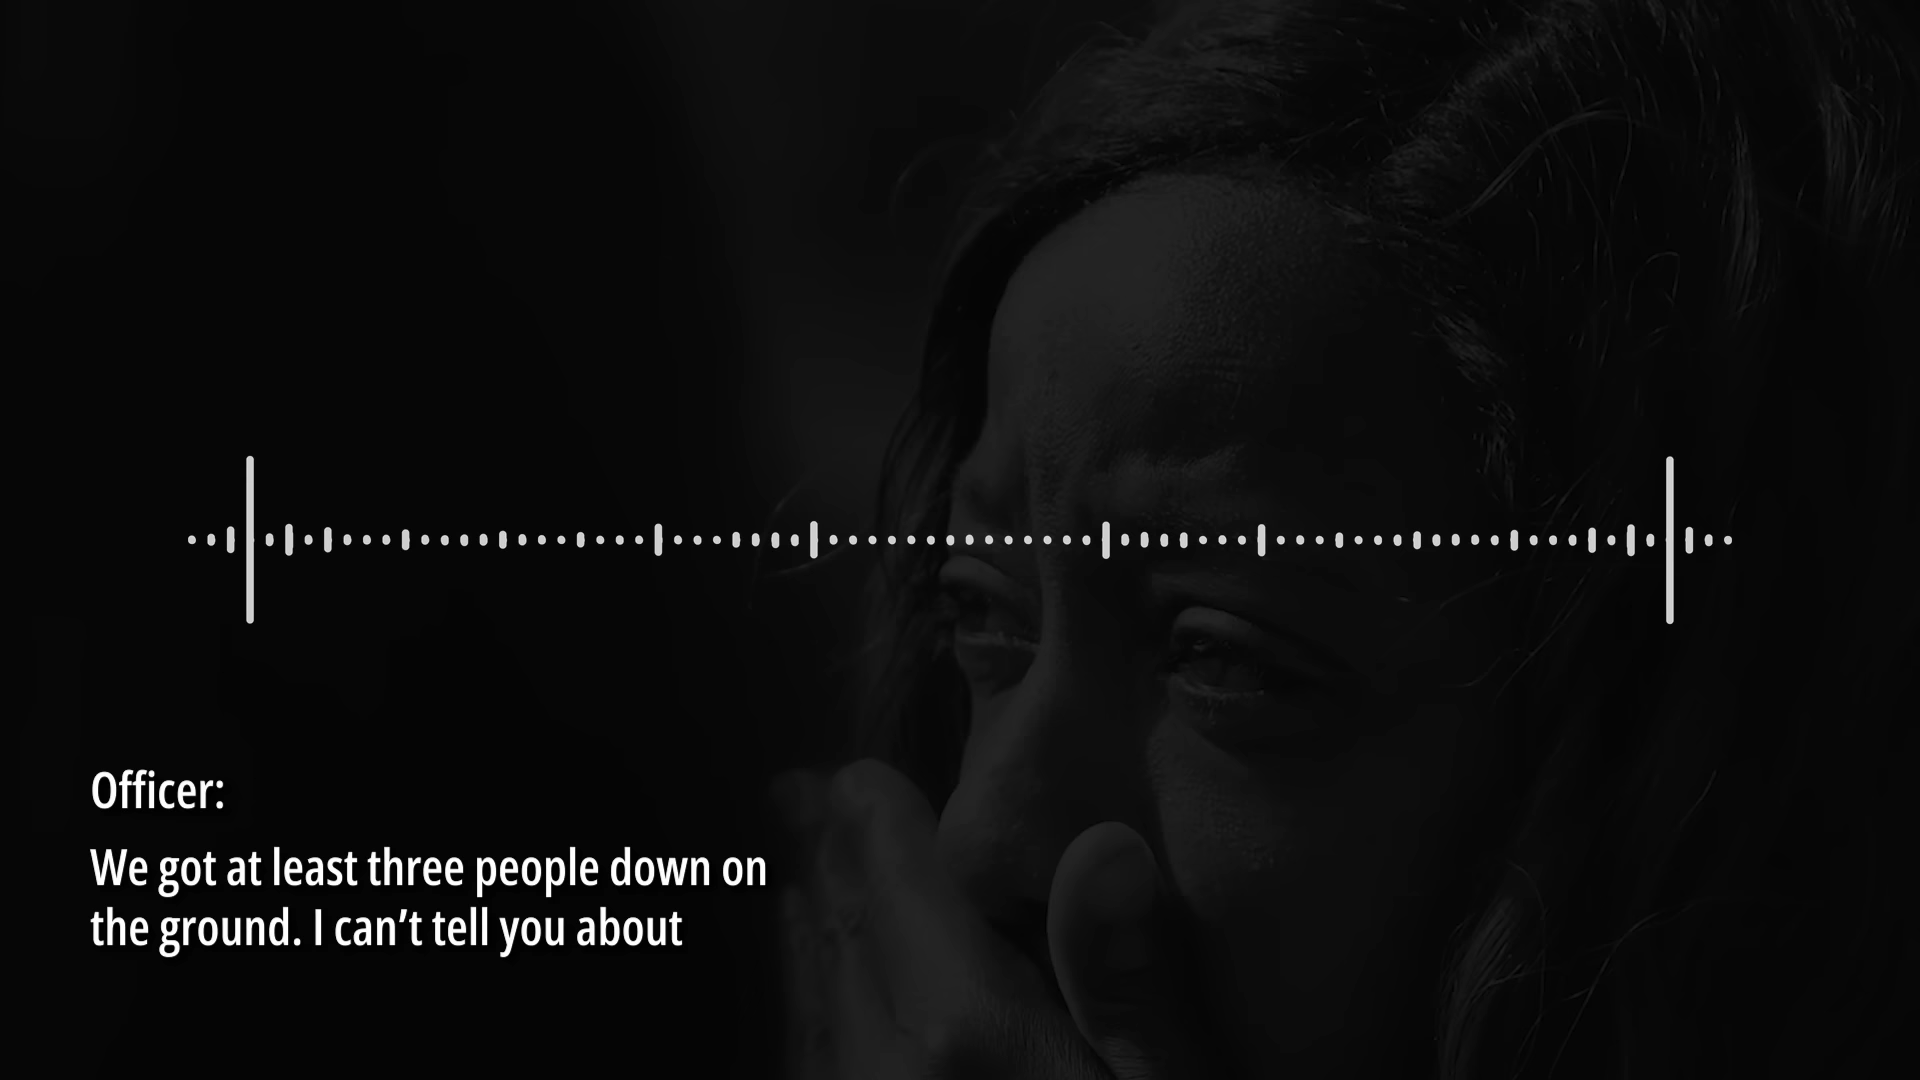 Officer:
We got at least three people down on
the ground. I can’t tell you about